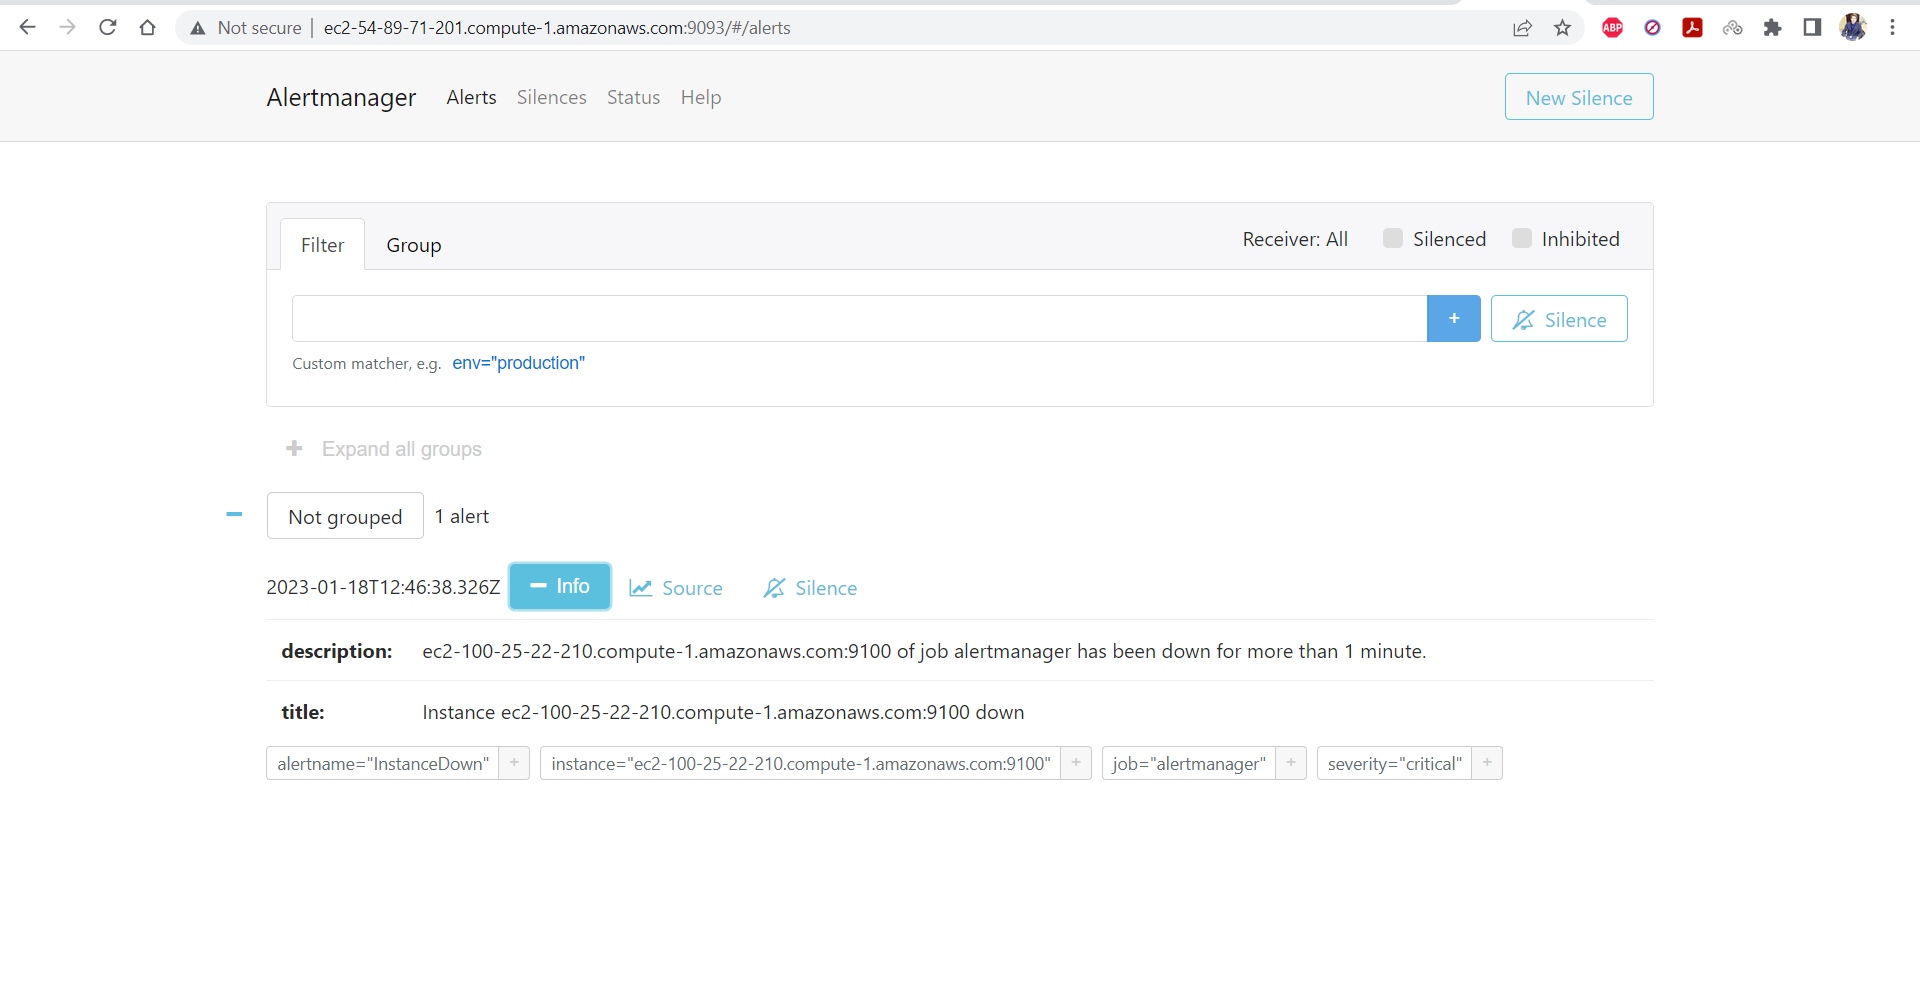 Not secure | ec2-54-89-71-201.compute-1.amazonaws.com:9093/#/alerts
ABP
Alertmanager Alerts Silences Status Help New Silence
Filter Group Receiver: All Silenced Inhibited
+ Silence
Custom matcher, e.g. env="production"
+ Expand all groups
Not grouped 1 alert
2023-01-18T12:46:38.326Z Info Source Silence
description: ec2-100-25-22-210.compute-1.amazonaws.com:9100 of job alertmanager has been down for more than 1 minute.
title: Instance ec2-100-25-22-210.compute-1.amazonaws.com:9100 down
alertname="InstanceDown" + instance="ec2-100-25-22-210.compute-1.amazonaws.com:9100" + job="alertmanager" + severity="critical" +